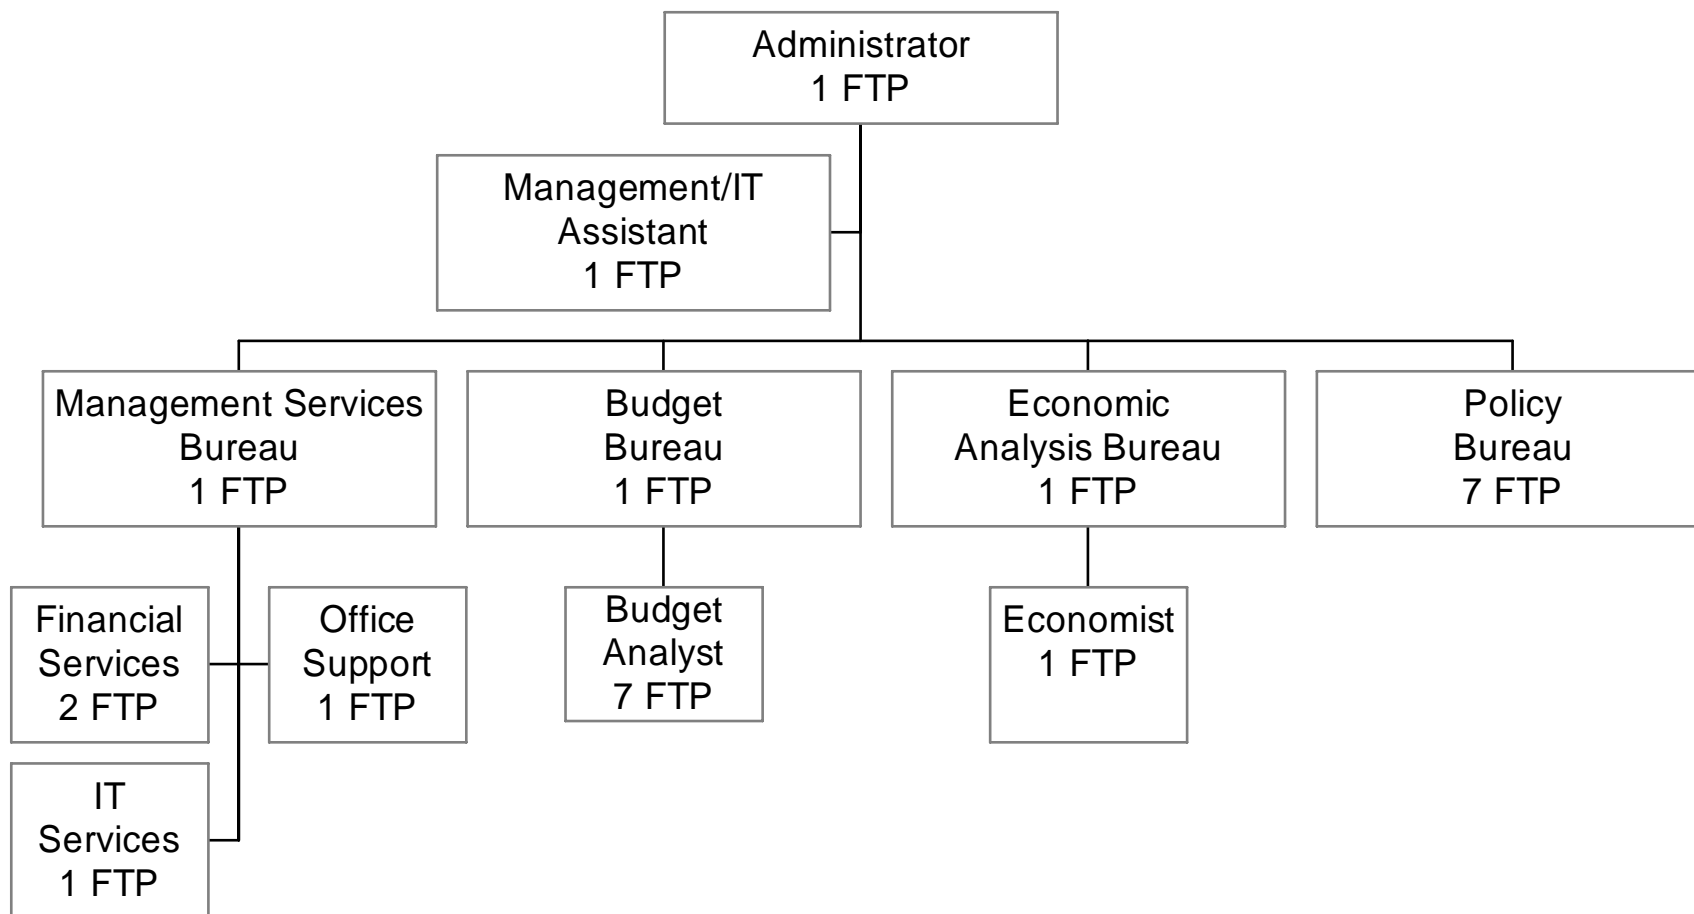 Administrator
1 FTP
Management/IT
Assistant
1 FTP
Management Services
Bureau
1 FTP
Budget
Bureau
1 FTP
Economic
Analysis Bureau
1 FTP
Policy
Bureau
7 FTP
Financial
Services
2 FTP
Office
Support
1 FTP
Budget
Analyst
7 FTP
Economist
1 FTP
IT
Services
1 FTP